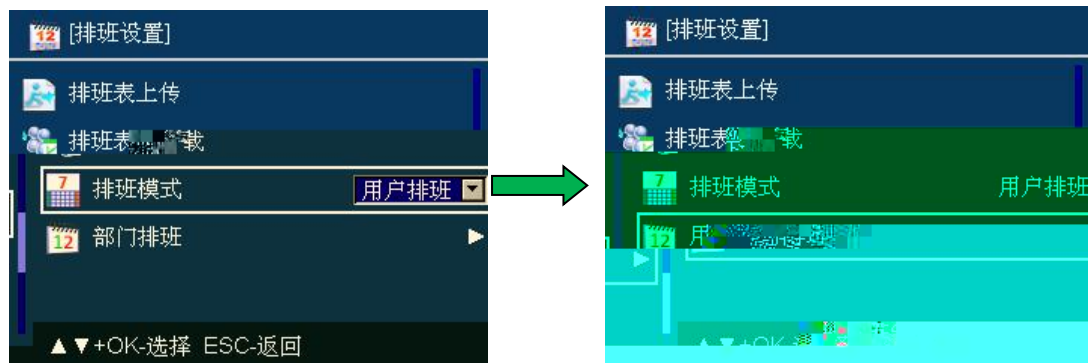 [排班设置]
排班表上传
排班表
载
排班模式
用户排班
部门排班
▲▼+OK-选择 ESC-返回
[排班设置]
排班表上传
排班表
载
排班模式
用户排班
用